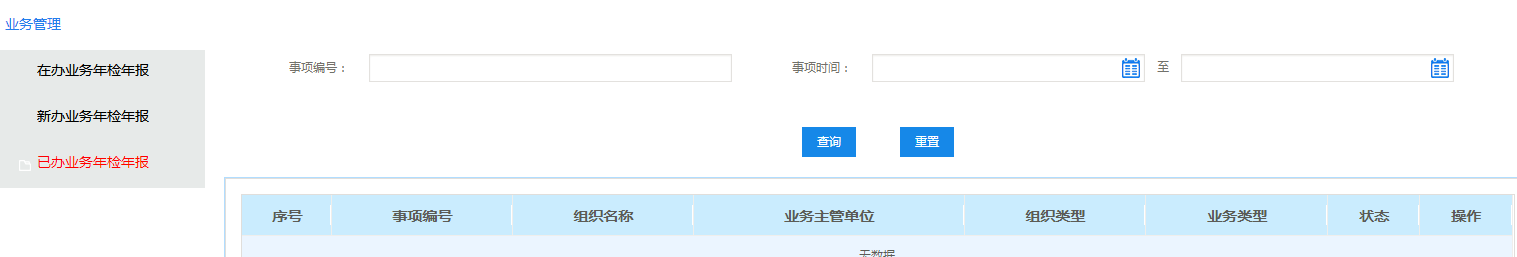 业务管理
在办业务年检年报
新办业务年检年报
已办业务年检年报
事项编号： 事项时间： 至
查询 重置
序号 事项编号 组织名称 业务主管单位 组织类型 业务类型 状态 操作
无数据